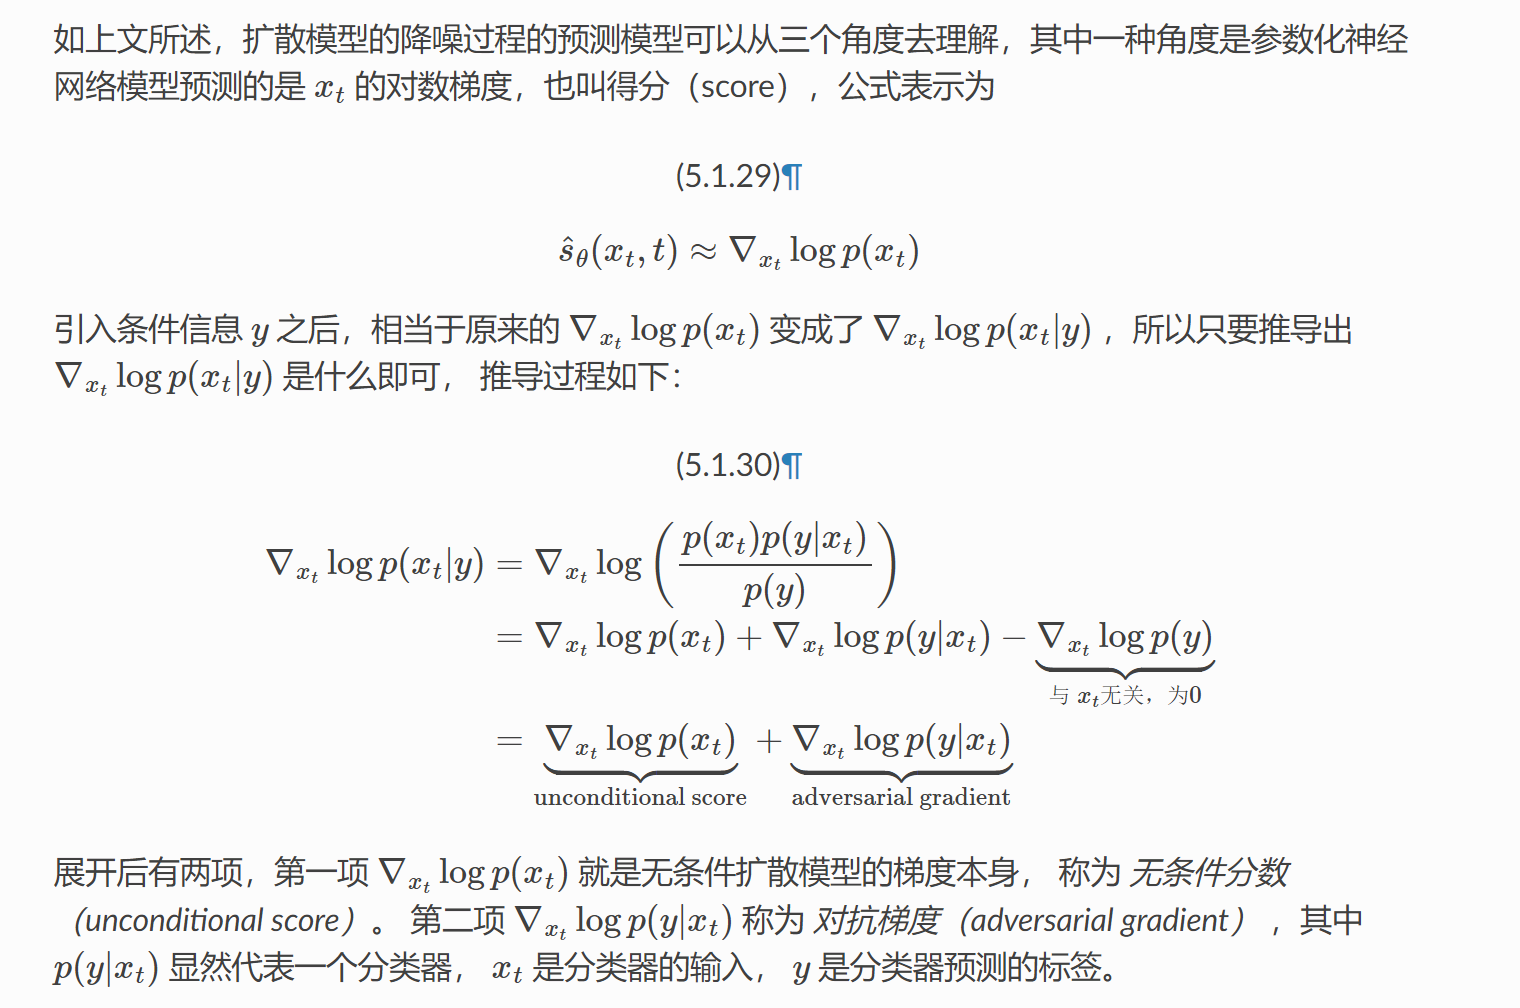 如上文所述，扩散模型的降噪过程的预测模型可以从三个角度去理解，其中一种角度是参数化神经
网络模型预测的是 $x_t$ 的对数梯度，也叫得分（score），公式表示为
(5.1.29)¶
$\hat{s}_\theta(x_t, t) \approx \nabla_{x_t} \log p(x_t)$
引入条件信息 $y$ 之后，相当于原来的 $\nabla_{x_t} \log p(x_t)$ 变成了 $\nabla_{x_t} \log p(x_t|y)$ ，所以只要推导出
$\nabla_{x_t} \log p(x_t|y)$ 是什么即可， 推导过程如下：
(5.1.30)¶
$\nabla_{x_t} \log p(x_t|y) = \nabla_{x_t} \log \left( \frac{p(x_t)p(y|x_t)}{p(y)} \right)$
$= \nabla_{x_t} \log p(x_t) + \nabla_{x_t} \log p(y|x_t) - \underbrace{\nabla_{x_t} \log p(y)}_{\text{与 } x_t \text{无关，为0}}$
$= \underbrace{\nabla_{x_t} \log p(x_t)}_{\text{unconditional score}} + \underbrace{\nabla_{x_t} \log p(y|x_t)}_{\text{adversarial gradient}}$
展开后有两项，第一项 $\nabla_{x_t} \log p(x_t)$ 就是无条件扩散模型的梯度本身， 称为 无条件分数
（unconditional score）。 第二项 $\nabla_{x_t} \log p(y|x_t)$ 称为 对抗梯度（adversarial gradient），其中
$p(y|x_t)$ 显然代表一个分类器， $x_t$ 是分类器的输入， $y$ 是分类器预测的标签。